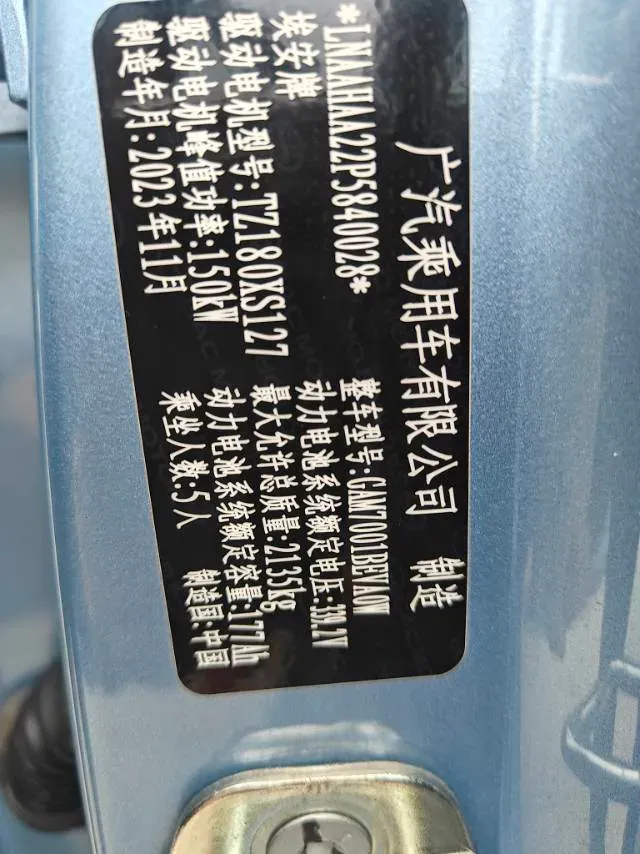 广汽乘用车有限公司 制造
*LNAAHAA22P5840028*
埃安牌 整车型号:GAM7001BEVA0W
驱动电机型号:TZ180XS127 动力电池系统额定电压:339.2V
驱动电机峰值功率:150kW 最大允许总质量:2135kg
制造年月:2023年11月 动力电池系统额定容量:177Ah
乘坐人数:5人 制造国:中国